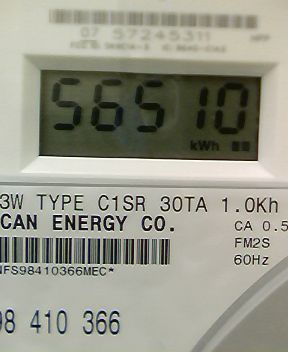 07 57245311
56510
kWh
3W TYPE C1SR 30TA 1.0Kh
CAN ENERGY CO.
CA 0.5
FM2S
60Hz
NFS98410366MEC*
98 410 366